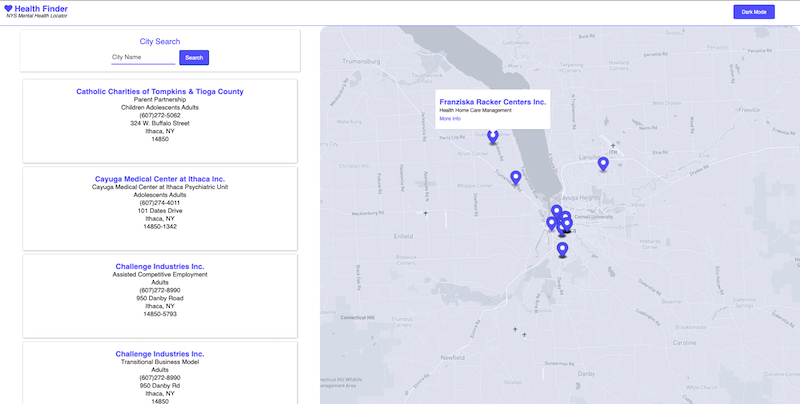 Health Finder
NYS Mental Health Locator
Dark Mode
City Search
City Name
Search
Catholic Charities of Tompkins & Tioga County
Parent Partnership
Children Adolescents Adults
(607)272-5062
324 W. Buffalo Street
Ithaca, NY
14850
Cayuga Medical Center at Ithaca Inc.
Cayuga Medical Center at Ithaca Psychiatric Unit
Adolescents Adults
(607)274-4011
101 Dates Drive
Ithaca, NY
14850-1342
Challenge Industries Inc.
Assisted Competitive Employment
Adults
(607)272-8990
950 Danby Road
Ithaca, NY
14850-5793
Challenge Industries Inc.
Transitional Business Model
Adults
(607)272-8990
950 Danby Rd
Ithaca, NY
14850
Trumansburg
Franziska Racker Centers Inc.
Health Home Care Management
More Info
Cayuga Heights
Cornell University
Enfield
Connecticut Hill
Newfield
Danby
Caroline